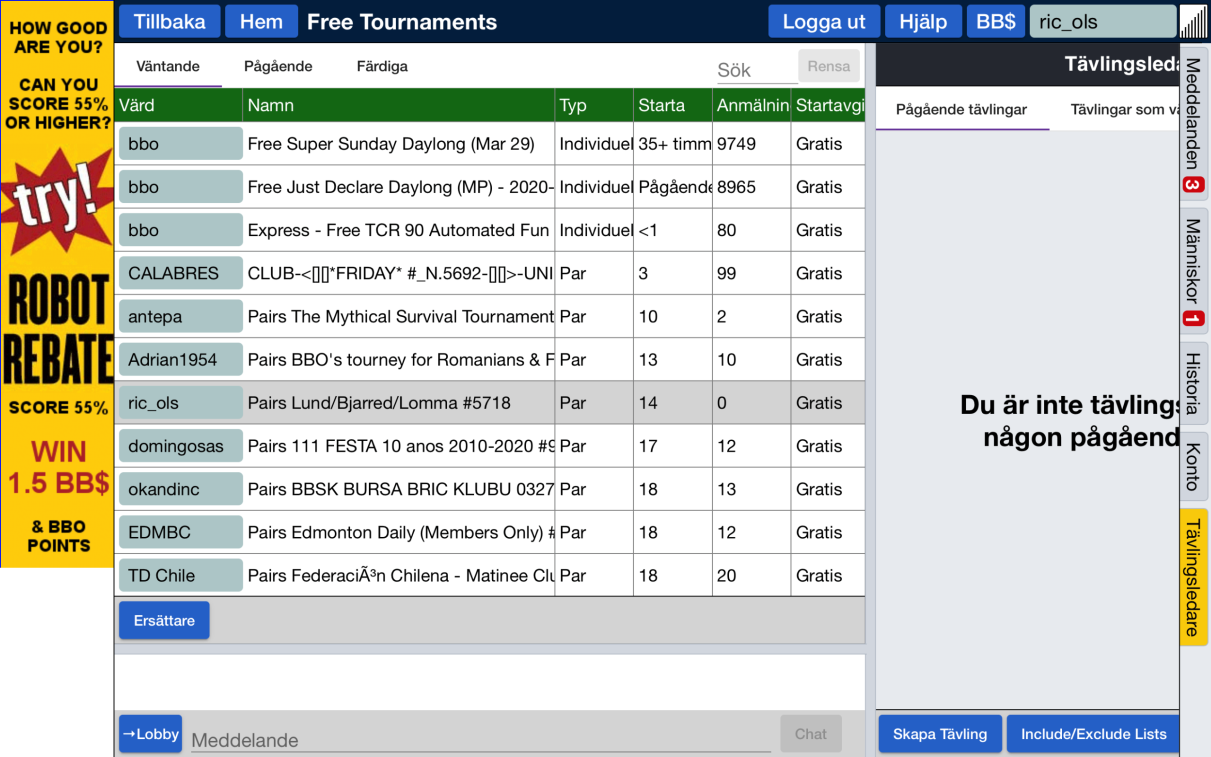 HOW GOOD
ARE YOU?
CAN YOU
SCORE 55%
OR HIGHER?
try!
ROBOT
REBATE
SCORE 55%
WIN
1.5 BB$
& BBO
POINTS
Tillbaka Hem Free Tournaments Logga ut Hjälp BB$ ric_ols
Väntande Pågående Färdiga Sök Rensa
Värd Namn Typ Starta Anmälnin Startavgi
bbo Free Super Sunday Daylong (Mar 29) Individuel 35+ timm 9749 Gratis
bbo Free Just Declare Daylong (MP) - 2020- Individuel Pågående 8965 Gratis
bbo Express - Free TCR 90 Automated Fun Individuel <1 80 Gratis
CALABRES CLUB-<[][]*FRIDAY* #_N.5692-[][]>-UNI Par 3 99 Gratis
antepa Pairs The Mythical Survival Tournament Par 10 2 Gratis
Adrian1954 Pairs BBO's tourney for Romanians & F Par 13 10 Gratis
ric_ols Pairs Lund/Bjarred/Lomma #5718 Par 14 0 Gratis
domingosas Pairs 111 FESTA 10 anos 2010-2020 #9 Par 17 12 Gratis
okandinc Pairs BBSK BURSA BRIC KLUBU 0327 Par 18 13 Gratis
EDMBC Pairs Edmonton Daily (Members Only) # Par 18 12 Gratis
TD Chile Pairs FederaciÃ³n Chilena - Matinee Clu Par 18 20 Gratis
Ersättare
→Lobby Meddelande Chat
Tävlingsleda
Pågående tävlingar Tävlingar som vä
Du är inte tävlings
någon pågåend
Skapa Tävling Include/Exclude Lists
Meddelanden 3
Människor 1
Historia
Konto
Tävlingsledare